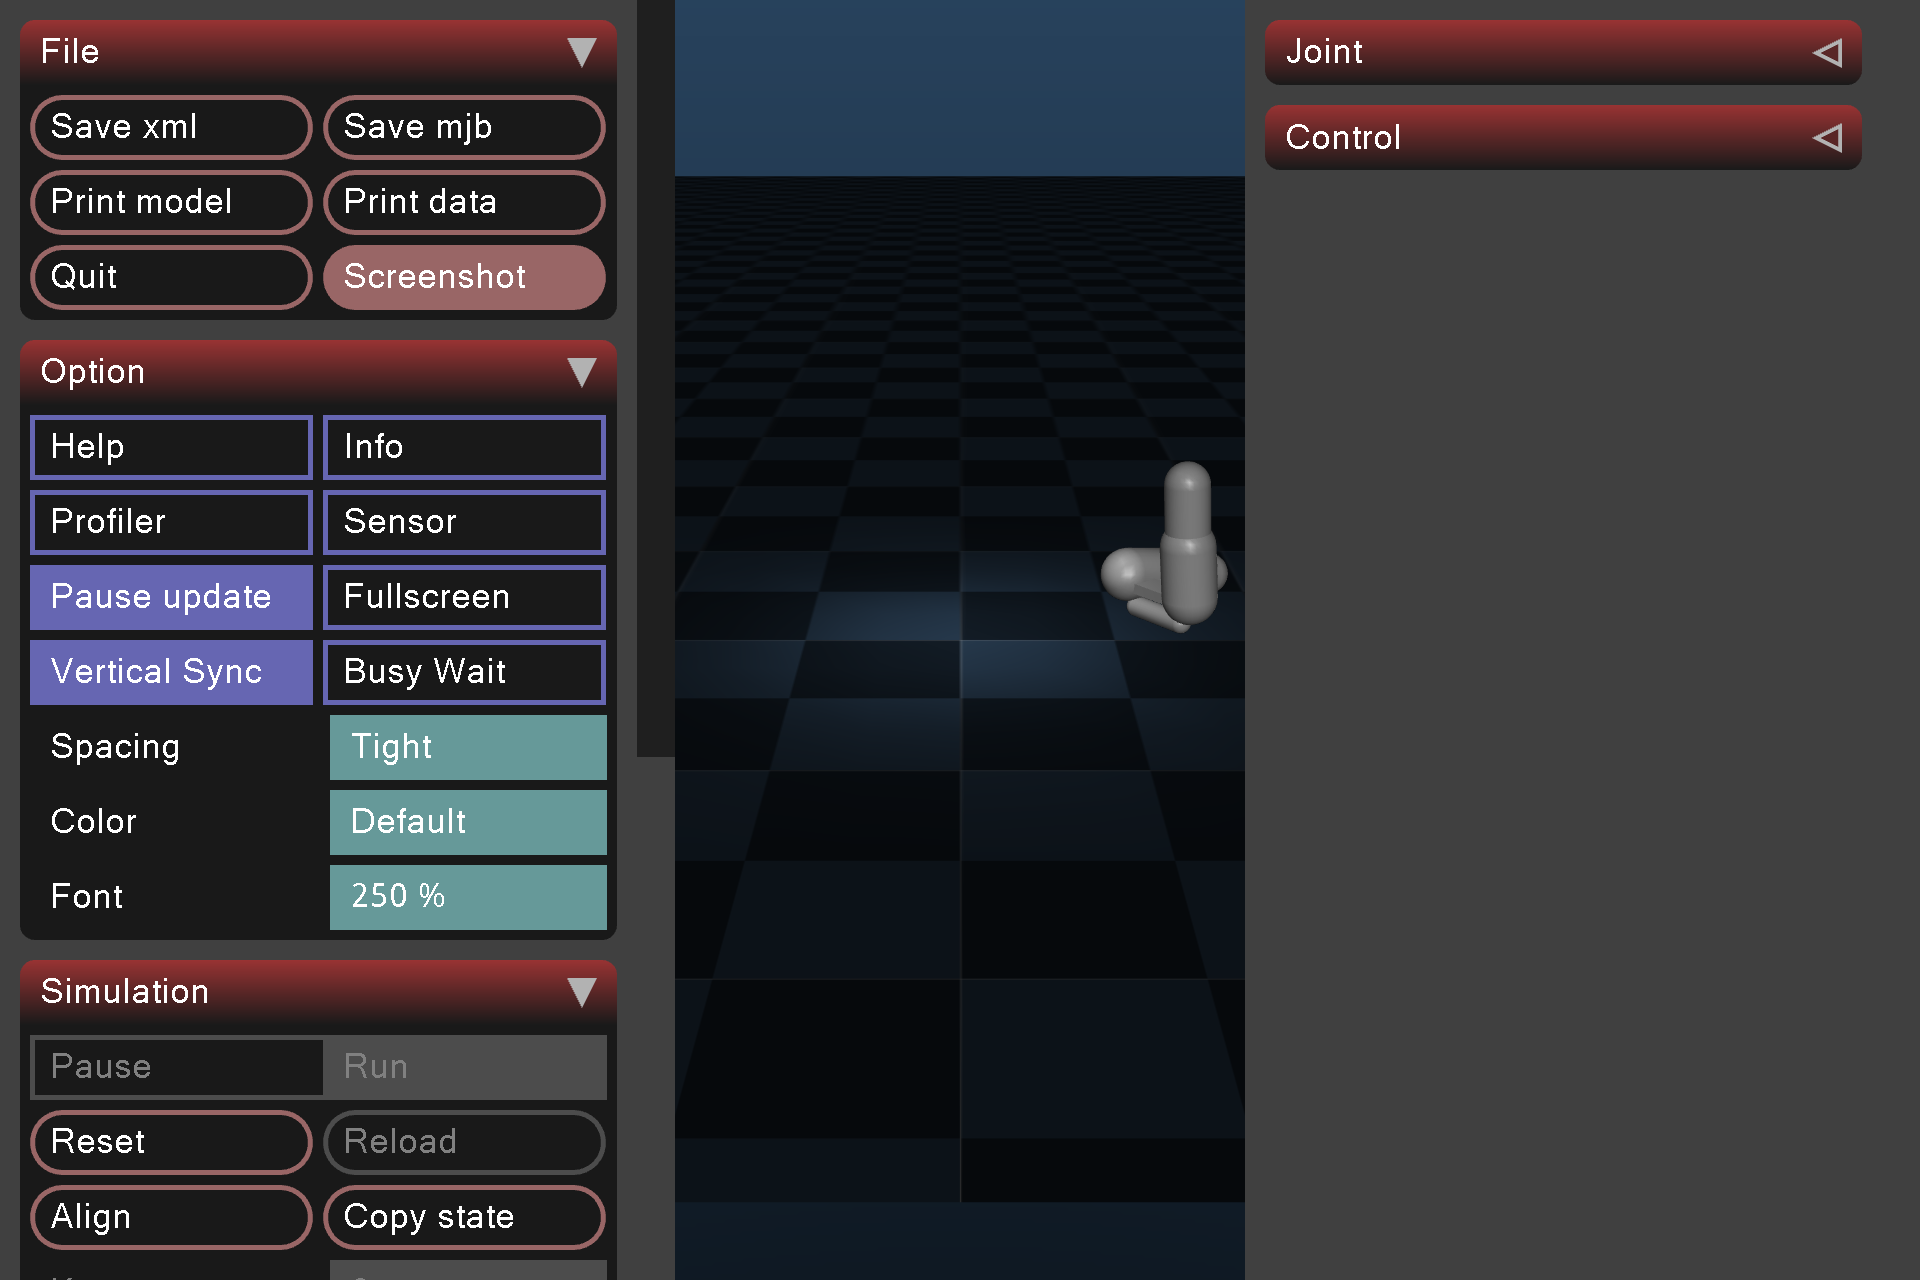 File
Save xml Save mjb
Print model Print data
Quit Screenshot
Option
Help Info
Profiler Sensor
Pause update Fullscreen
Vertical Sync Busy Wait
Spacing Tight
Color Default
Font 250 %
Simulation
Pause Run
Reset Reload
Align Copy state
Joint
Control